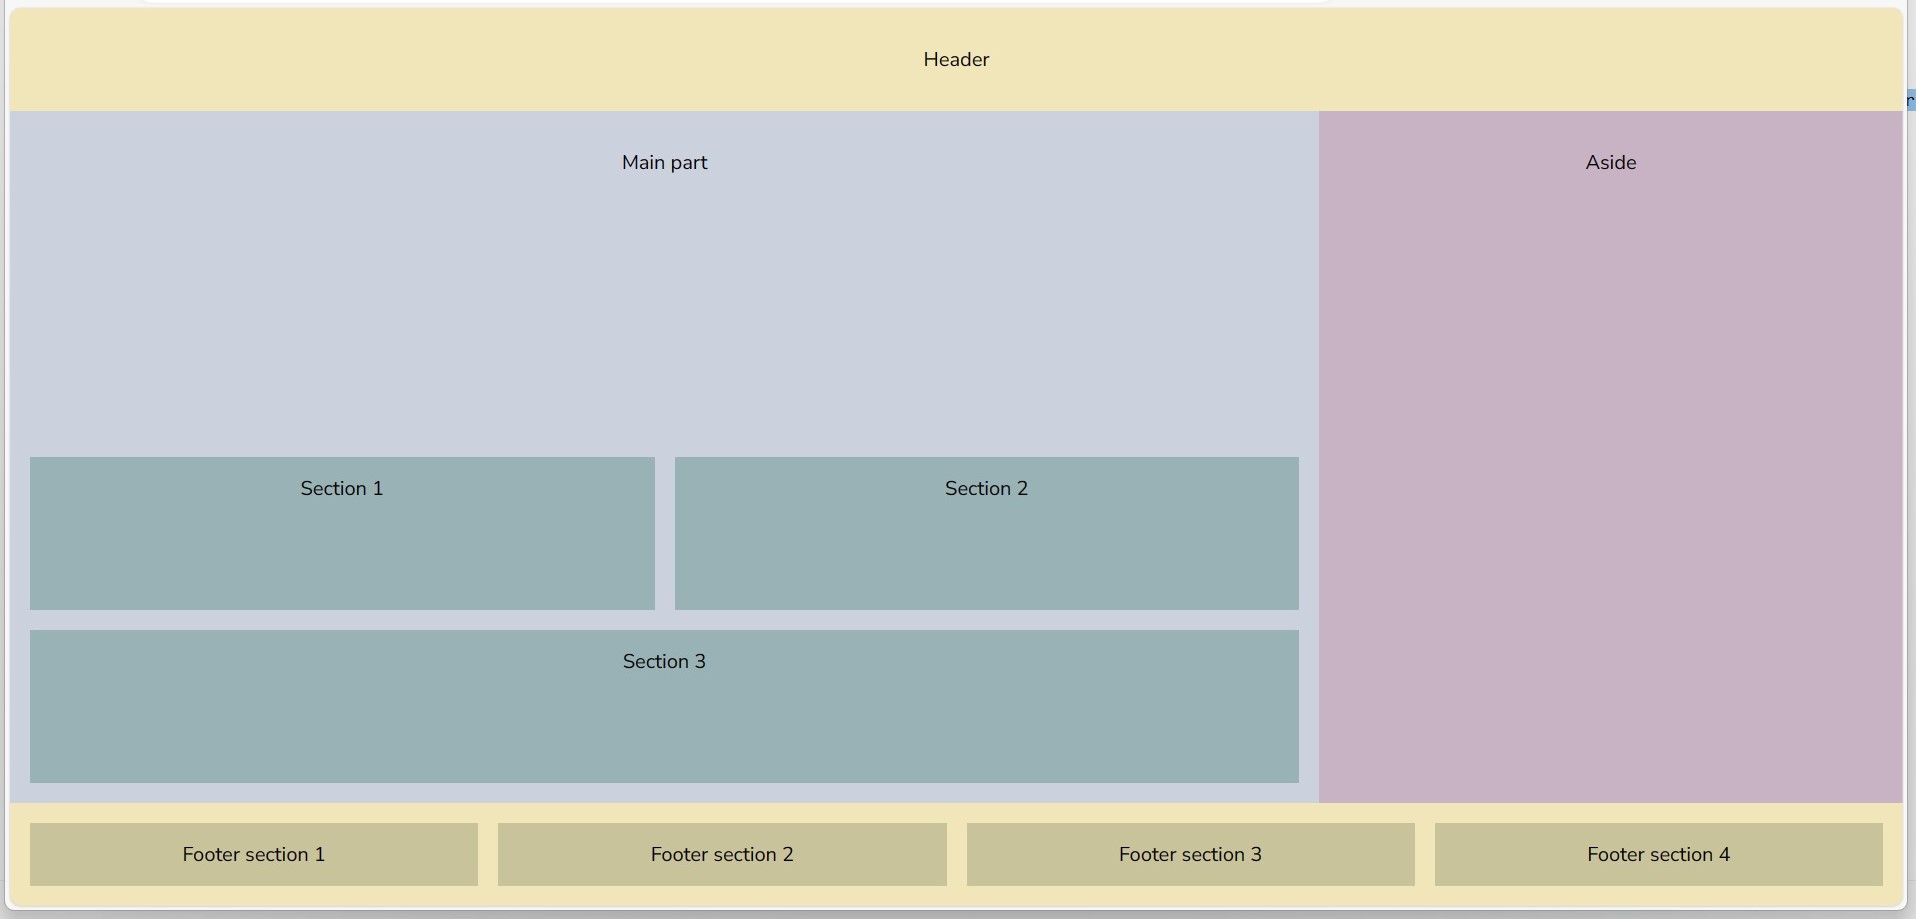 Header
Main part
Aside
Section 1
Section 2
Section 3
Footer section 1
Footer section 2
Footer section 3
Footer section 4